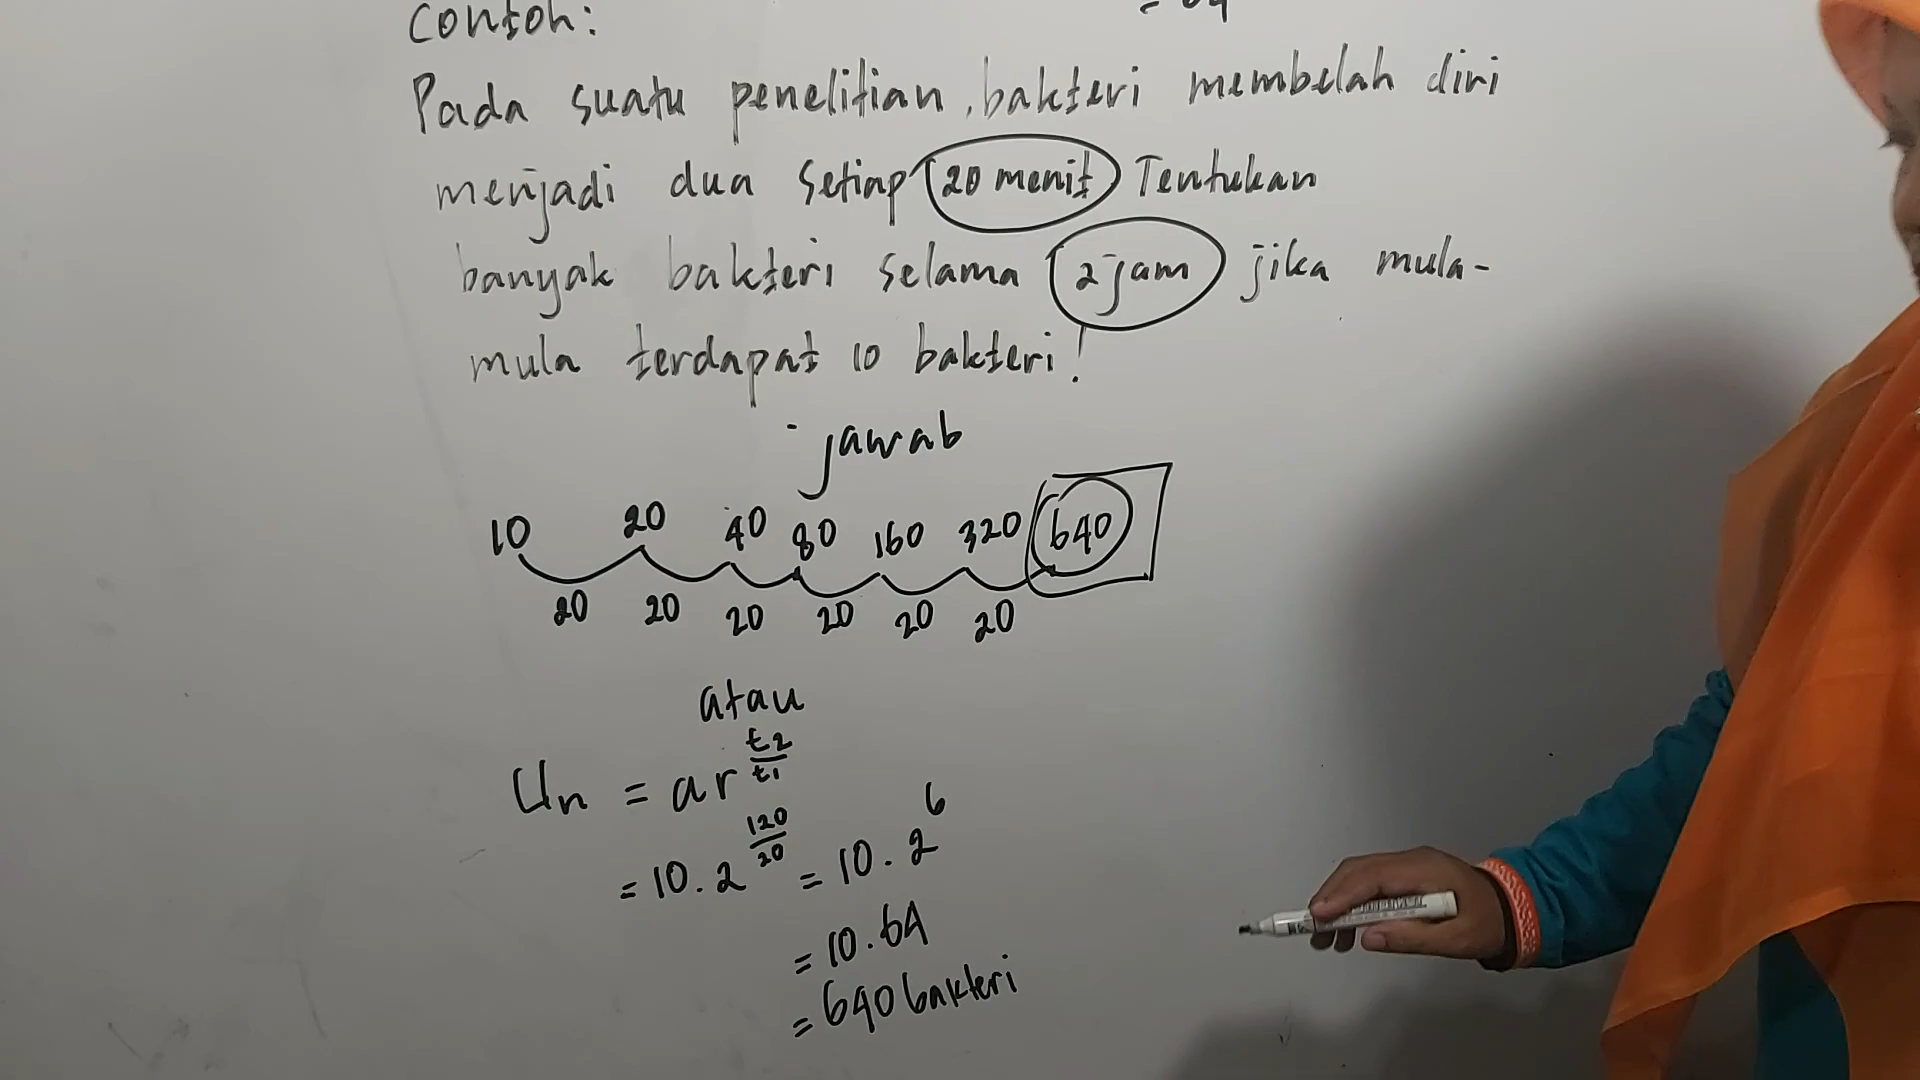 Contoh:
Pada suatu penelitian, bakteri membelah diri
menjadi dua setiap 20 menit Tentukan
banyak bakteri selama 2 jam jika mula-
mula terdapat 10 bakteri!
jawab
10 20 40 80 160 320 640
20 20 20 20 20 20
atau
Un = ar^(t2/t1)
= 10.2^(120/20) = 10.2^6
= 10.64
= 640 bakteri